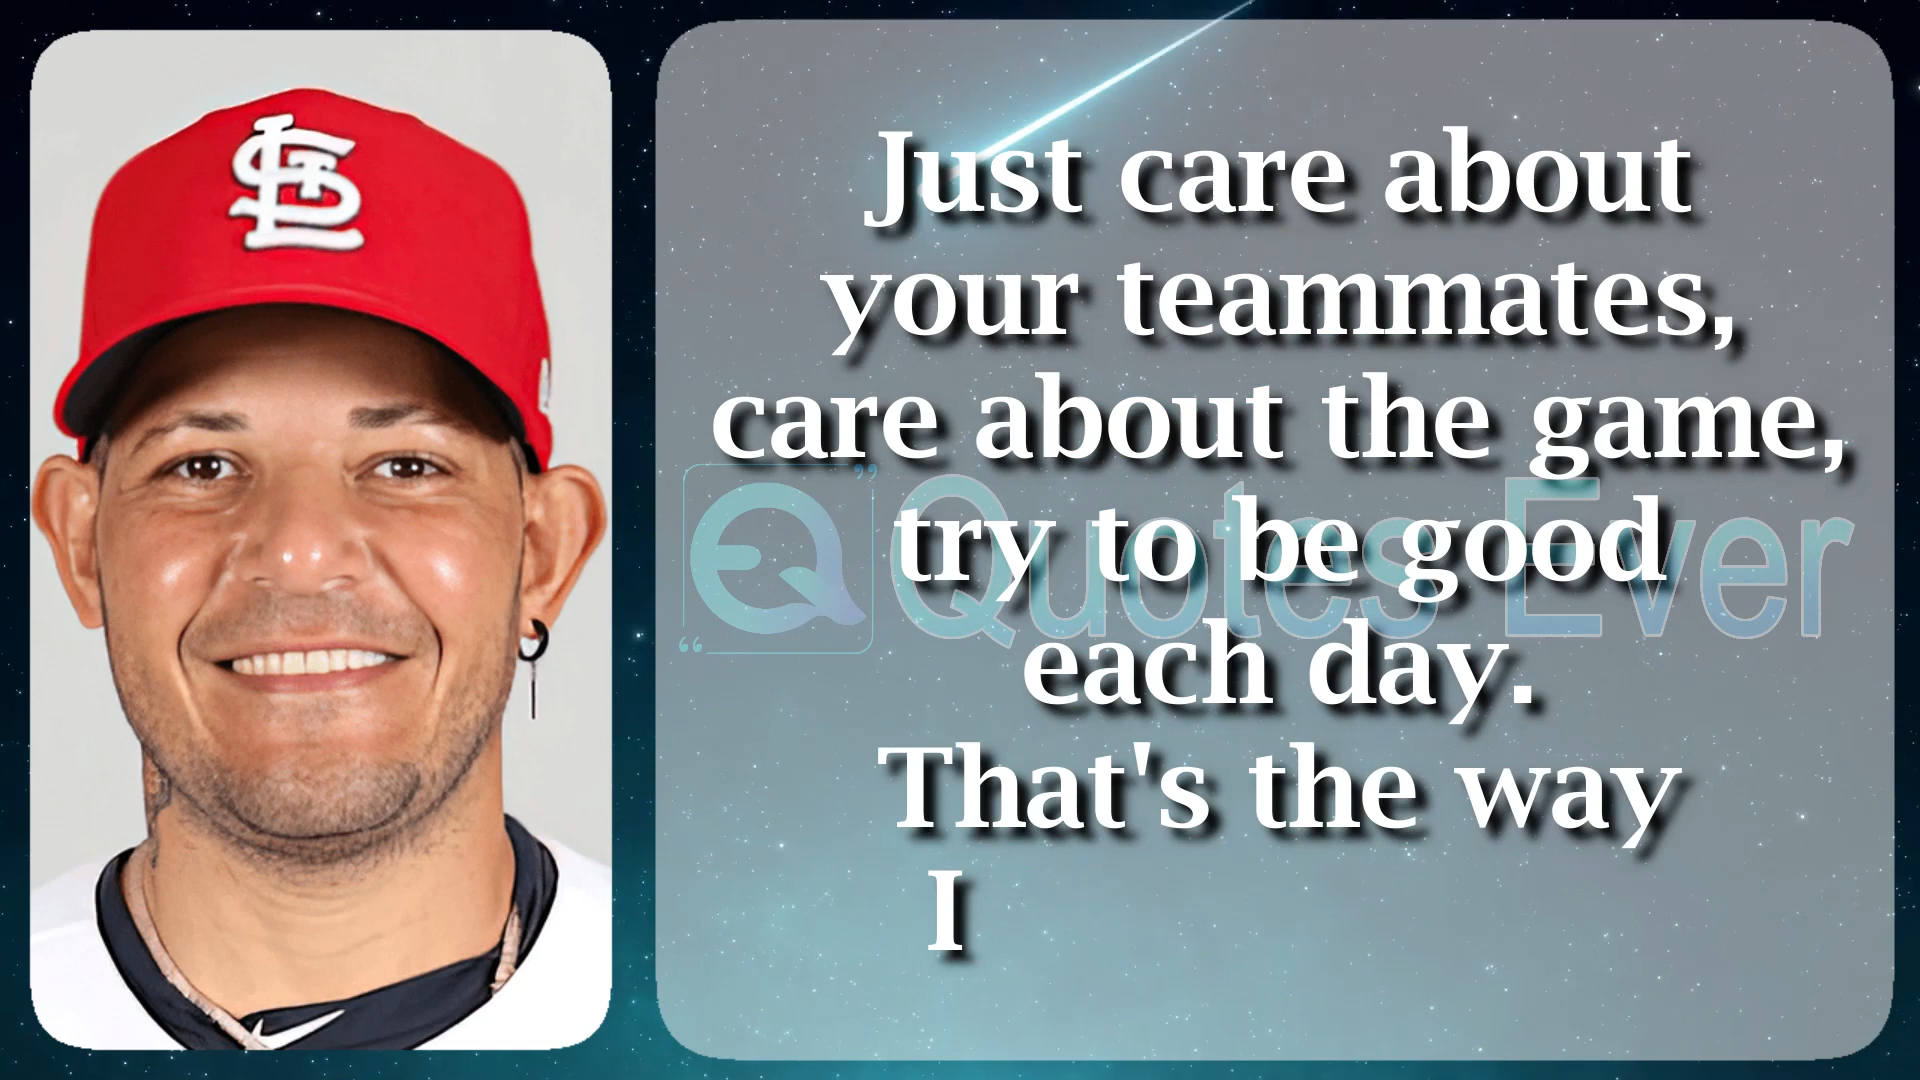 STL
Just care about
your teammates,
care about the game,
try to be good
each day.
That's the way
I
Quotes Ever